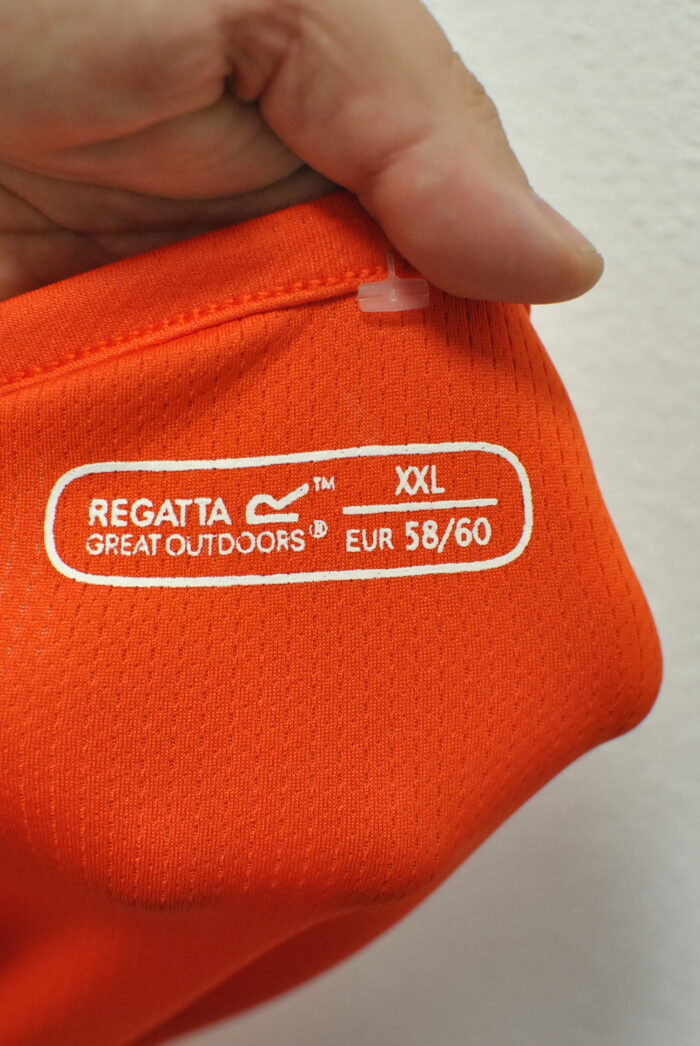 REGATTA ™
GREAT OUTDOORS®
XXL
EUR 58/60